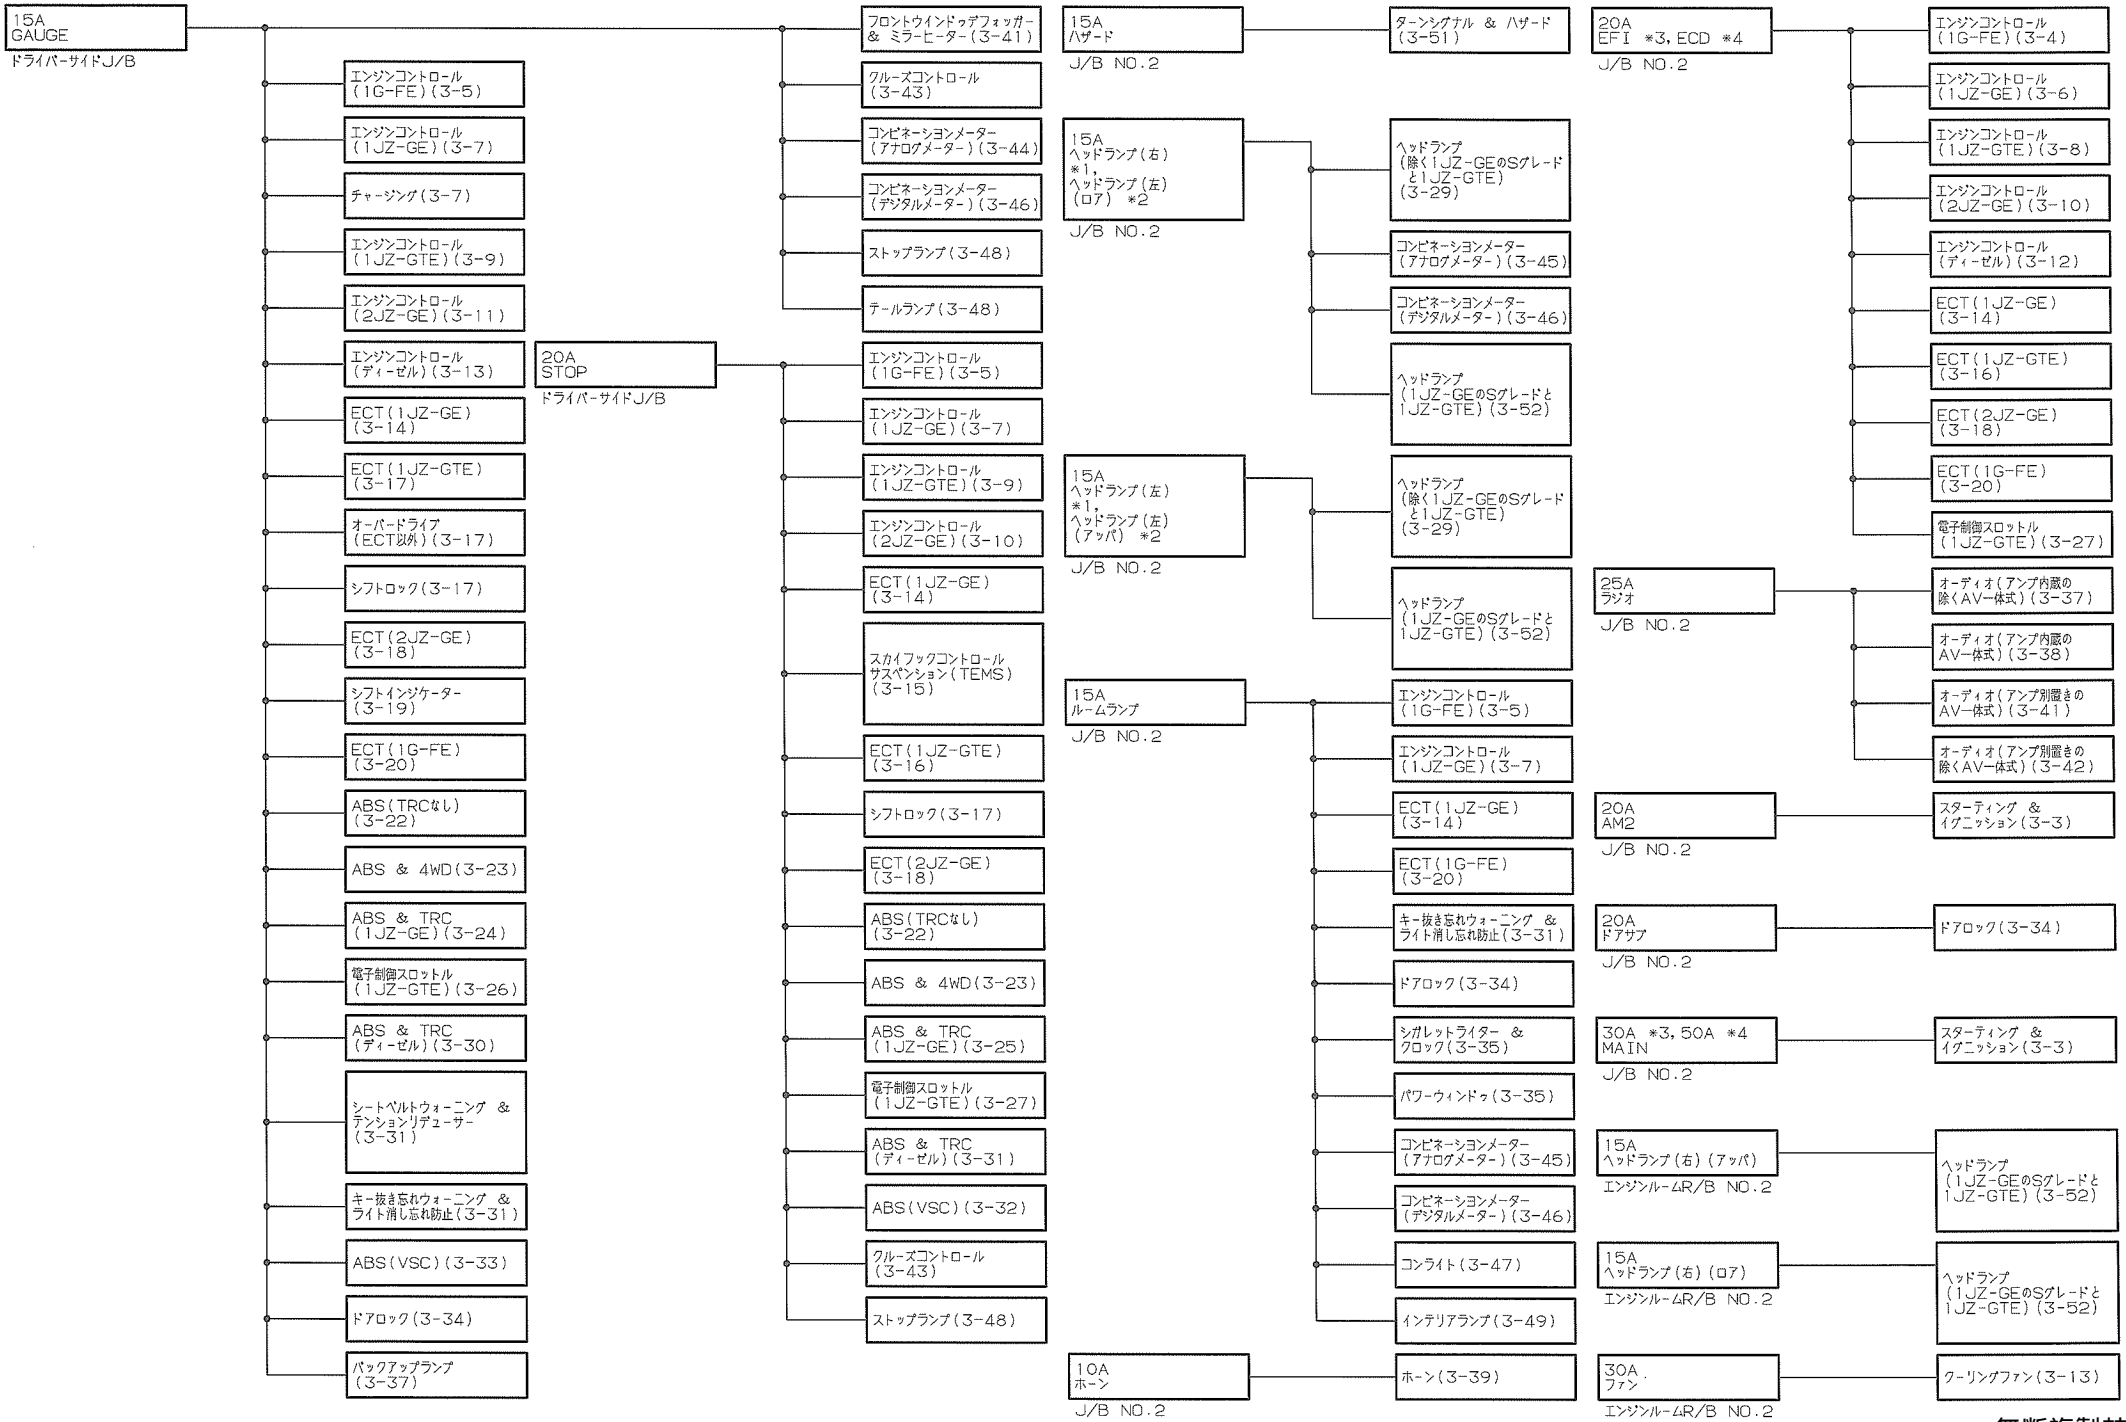 15A
GAUGE
ドライバーサイドJ/B
エンジンコントロール
(1G-FE)(3-5)
エンジンコントロール
(1JZ-GE)(3-7)
チャージング(3-7)
エンジンコントロール
(1JZ-GTE)(3-9)
エンジンコントロール
(2JZ-GE)(3-11)
エンジンコントロール
(ディーゼル)(3-13)
ECT(1JZ-GE)
(3-14)
ECT(1JZ-GTE)
(3-17)
オーバードライブ
(ECT以外)(3-17)
シフトロック(3-17)
ECT(2JZ-GE)
(3-18)
シフトインジケーター
(3-19)
ECT(1G-FE)
(3-20)
ABS(TRCなし)
(3-22)
ABS & 4WD(3-23)
ABS & TRC
(1JZ-GE)(3-24)
電子制御スロットル
(1JZ-GTE)(3-26)
ABS & TRC
(ディーゼル)(3-30)
シートベルトウォーニング &
テンションリデューサー
(3-31)
キー抜き忘れウォーニング &
ライト消し忘れ防止(3-31)
ABS(VSC)(3-33)
ドアロック(3-34)
バックアップランプ
(3-37)
フロントウインドゥデフォッガー
& ミラーヒーター(3-41)
クルーズコントロール
(3-43)
コンビネーションメーター
(アナログメーター)(3-44)
コンビネーションメーター
(デジタルメーター)(3-46)
ストップランプ(3-48)
テールランプ(3-48)
20A
STOP
ドライバーサイドJ/B
エンジンコントロール
(1G-FE)(3-5)
エンジンコントロール
(1JZ-GE)(3-7)
エンジンコントロール
(1JZ-GTE)(3-9)
エンジンコントロール
(2JZ-GE)(3-10)
ECT(1JZ-GE)
(3-14)
スカイフックコントロール
サスペンション(TEMS)
(3-15)
ECT(1JZ-GTE)
(3-16)
シフトロック(3-17)
ECT(2JZ-GE)
(3-18)
ABS(TRCなし)
(3-22)
ABS & 4WD(3-23)
ABS & TRC
(1JZ-GE)(3-25)
電子制御スロットル
(1JZ-GTE)(3-27)
ABS & TRC
(ディーゼル)(3-31)
ABS(VSC)(3-32)
クルーズコントロール
(3-43)
ストップランプ(3-48)
15A
ハザード
J/B NO.2
ターンシグナル & ハザード
(3-51)
15A
ヘッドランプ(右)
*1,
ヘッドランプ(左)
(ロア) *2
J/B NO.2
ヘッドランプ
(除く1JZ-GEのSグレード
と1JZ-GTE)
(3-29)
コンビネーションメーター
(アナログメーター)(3-45)
コンビネーションメーター
(デジタルメーター)(3-46)
ヘッドランプ
(1JZ-GEのSグレードと
1JZ-GTE)(3-52)
15A
ヘッドランプ(左)
*1,
ヘッドランプ(左)
(アッパ) *2
J/B NO.2
ヘッドランプ
(除く1JZ-GEのSグレード
と1JZ-GTE)
(3-29)
ヘッドランプ
(1JZ-GEのSグレードと
1JZ-GTE)(3-52)
15A
ルームランプ
J/B NO.2
エンジンコントロール
(1G-FE)(3-5)
エンジンコントロール
(1JZ-GE)(3-7)
ECT(1JZ-GE)
(3-14)
ECT(1G-FE)
(3-20)
キー抜き忘れウォーニング &
ライト消し忘れ防止(3-31)
ドアロック(3-34)
シガレットライター &
クロック(3-35)
パワーウィンドゥ(3-35)
コンビネーションメーター
(アナログメーター)(3-45)
コンビネーションメーター
(デジタルメーター)(3-46)
コンライト(3-47)
インテリアランプ(3-49)
10A
ホーン
J/B NO.2
ホーン(3-39)
20A
EFI *3,ECD *4
J/B NO.2
エンジンコントロール
(1G-FE)(3-4)
エンジンコントロール
(1JZ-GE)(3-6)
エンジンコントロール
(1JZ-GTE)(3-8)
エンジンコントロール
(2JZ-GE)(3-10)
エンジンコントロール
(ディーゼル)(3-12)
ECT(1JZ-GE)
(3-14)
ECT(1JZ-GTE)
(3-16)
ECT(2JZ-GE)
(3-18)
ECT(1G-FE)
(3-20)
電子制御スロットル
(1JZ-GTE)(3-27)
25A
ラジオ
J/B NO.2
オーディオ(アンプ内蔵の
除くAV一体式)(3-37)
オーディオ(アンプ内蔵の
AV一体式)(3-38)
オーディオ(アンプ別置きの
AV一体式)(3-41)
オーディオ(アンプ別置きの
除くAV一体式)(3-42)
20A
AM2
J/B NO.2
スターティング &
イグニッション(3-3)
20A
ドアサブ
J/B NO.2
ドアロック(3-34)
30A *3,50A *4
MAIN
J/B NO.2
スターティング &
イグニッション(3-3)
15A
ヘッドランプ(右)(アッパ)
エンジンルームR/B NO.2
ヘッドランプ
(1JZ-GEのSグレードと
1JZ-GTE)(3-52)
15A
ヘッドランプ(右)(ロア)
エンジンルームR/B NO.2
ヘッドランプ
(1JZ-GEのSグレードと
1JZ-GTE)(3-52)
30A
ファン
エンジンルームR/B NO.2
クーリングファン(3-13)